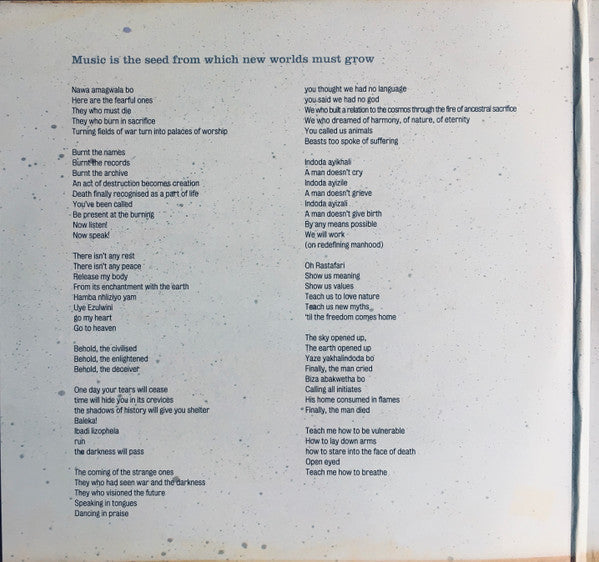 Music is the seed from which new worlds must grow
Nawa amagwala bo
Here are the fearful ones
They who must die
They who burn in sacrifice
Turning fields of war turn into palaces of worship
Burnt the names
Burnt the records
Burnt the archive
An act of destruction becomes creation
Death finally recognised as a part of life
You've been called
Be present at the burning
Now listen!
Now speak!
There isn't any rest
There isn't any peace
Release my body
From its enchantment with the earth
Hamba nhliziyo yam
Uye Ezulwini
go my heart
Go to heaven
Behold, the civilised
Behold, the enlightened
Behold, the deceiver
One day your tears will cease
time will hide you in its crevices
the shadows of history will give you shelter
Baleka!
Ibadi lizophela
run
the darkness will pass
The coming of the strange ones
They who had seen war and the darkness
They who visioned the future
Speaking in tongues
Dancing in praise
you thought we had no language
you said we had no god
We who built a relation to the cosmos through the fire of ancestral sacrifice
We who dreamed of harmony, of nature, of eternity
You called us animals
Beasts too spoke of suffering
Indoda ayikhali
A man doesn't cry
Indoda ayizile
A man doesn't grieve
Indoda ayizali
A man doesn't give birth
By any means possible
We will work
(on redefining manhood)
Oh Rastafari
Show us meaning
Show us values
Teach us to love nature
Teach us new myths
'til the freedom comes home
The sky opened up,
The earth opened up
Yaze yakhalindoda bo
Finally, the man cried
Biza abakwetha bo
Calling all initiates
His home consumed in flames
Finally, the man died
Teach me how to be vulnerable
How to lay down arms
how to stare into the face of death
Open eyed
Teach me how to breathe